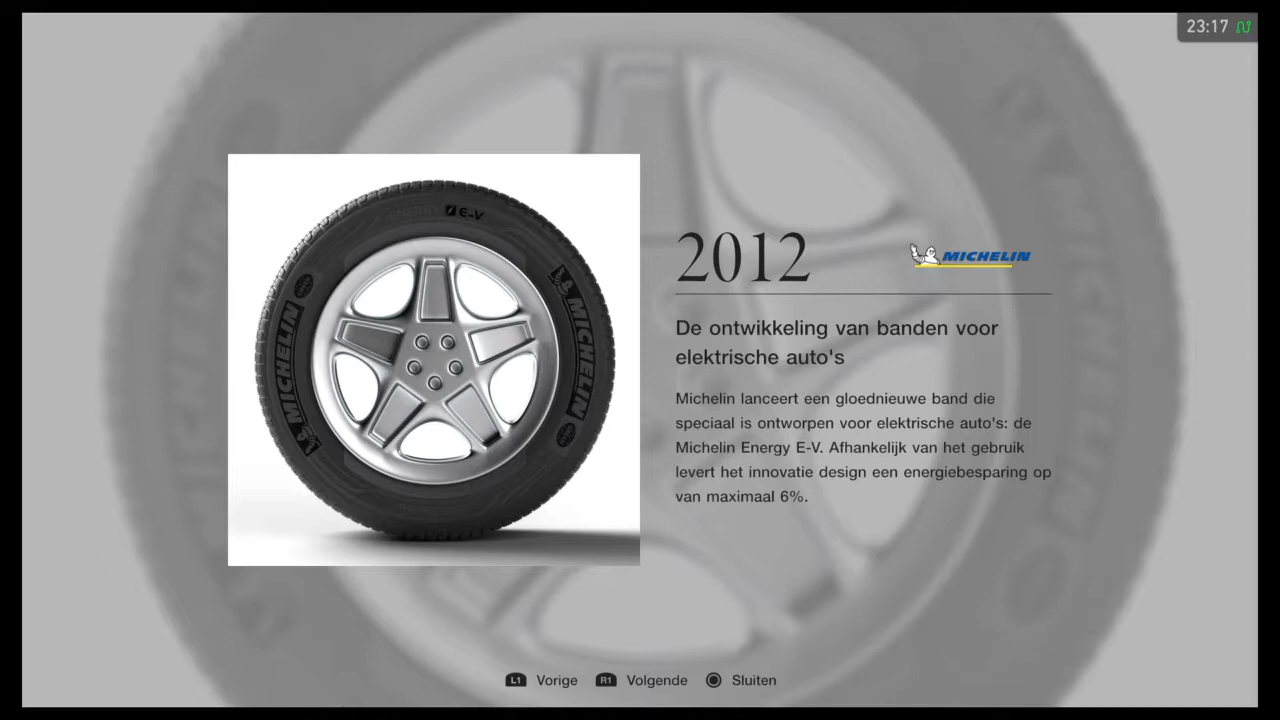 23:17
E-V
MICHELIN
MICHELIN
2012
MICHELIN
De ontwikkeling van banden voor
elektrische auto's
Michelin lanceert een gloednieuwe band die
speciaal is ontworpen voor elektrische auto's: de
Michelin Energy E-V. Afhankelijk van het gebruik
levert het innovatie design een energiebesparing op
van maximaal 6%.
L1 Vorige R1 Volgende Sluiten